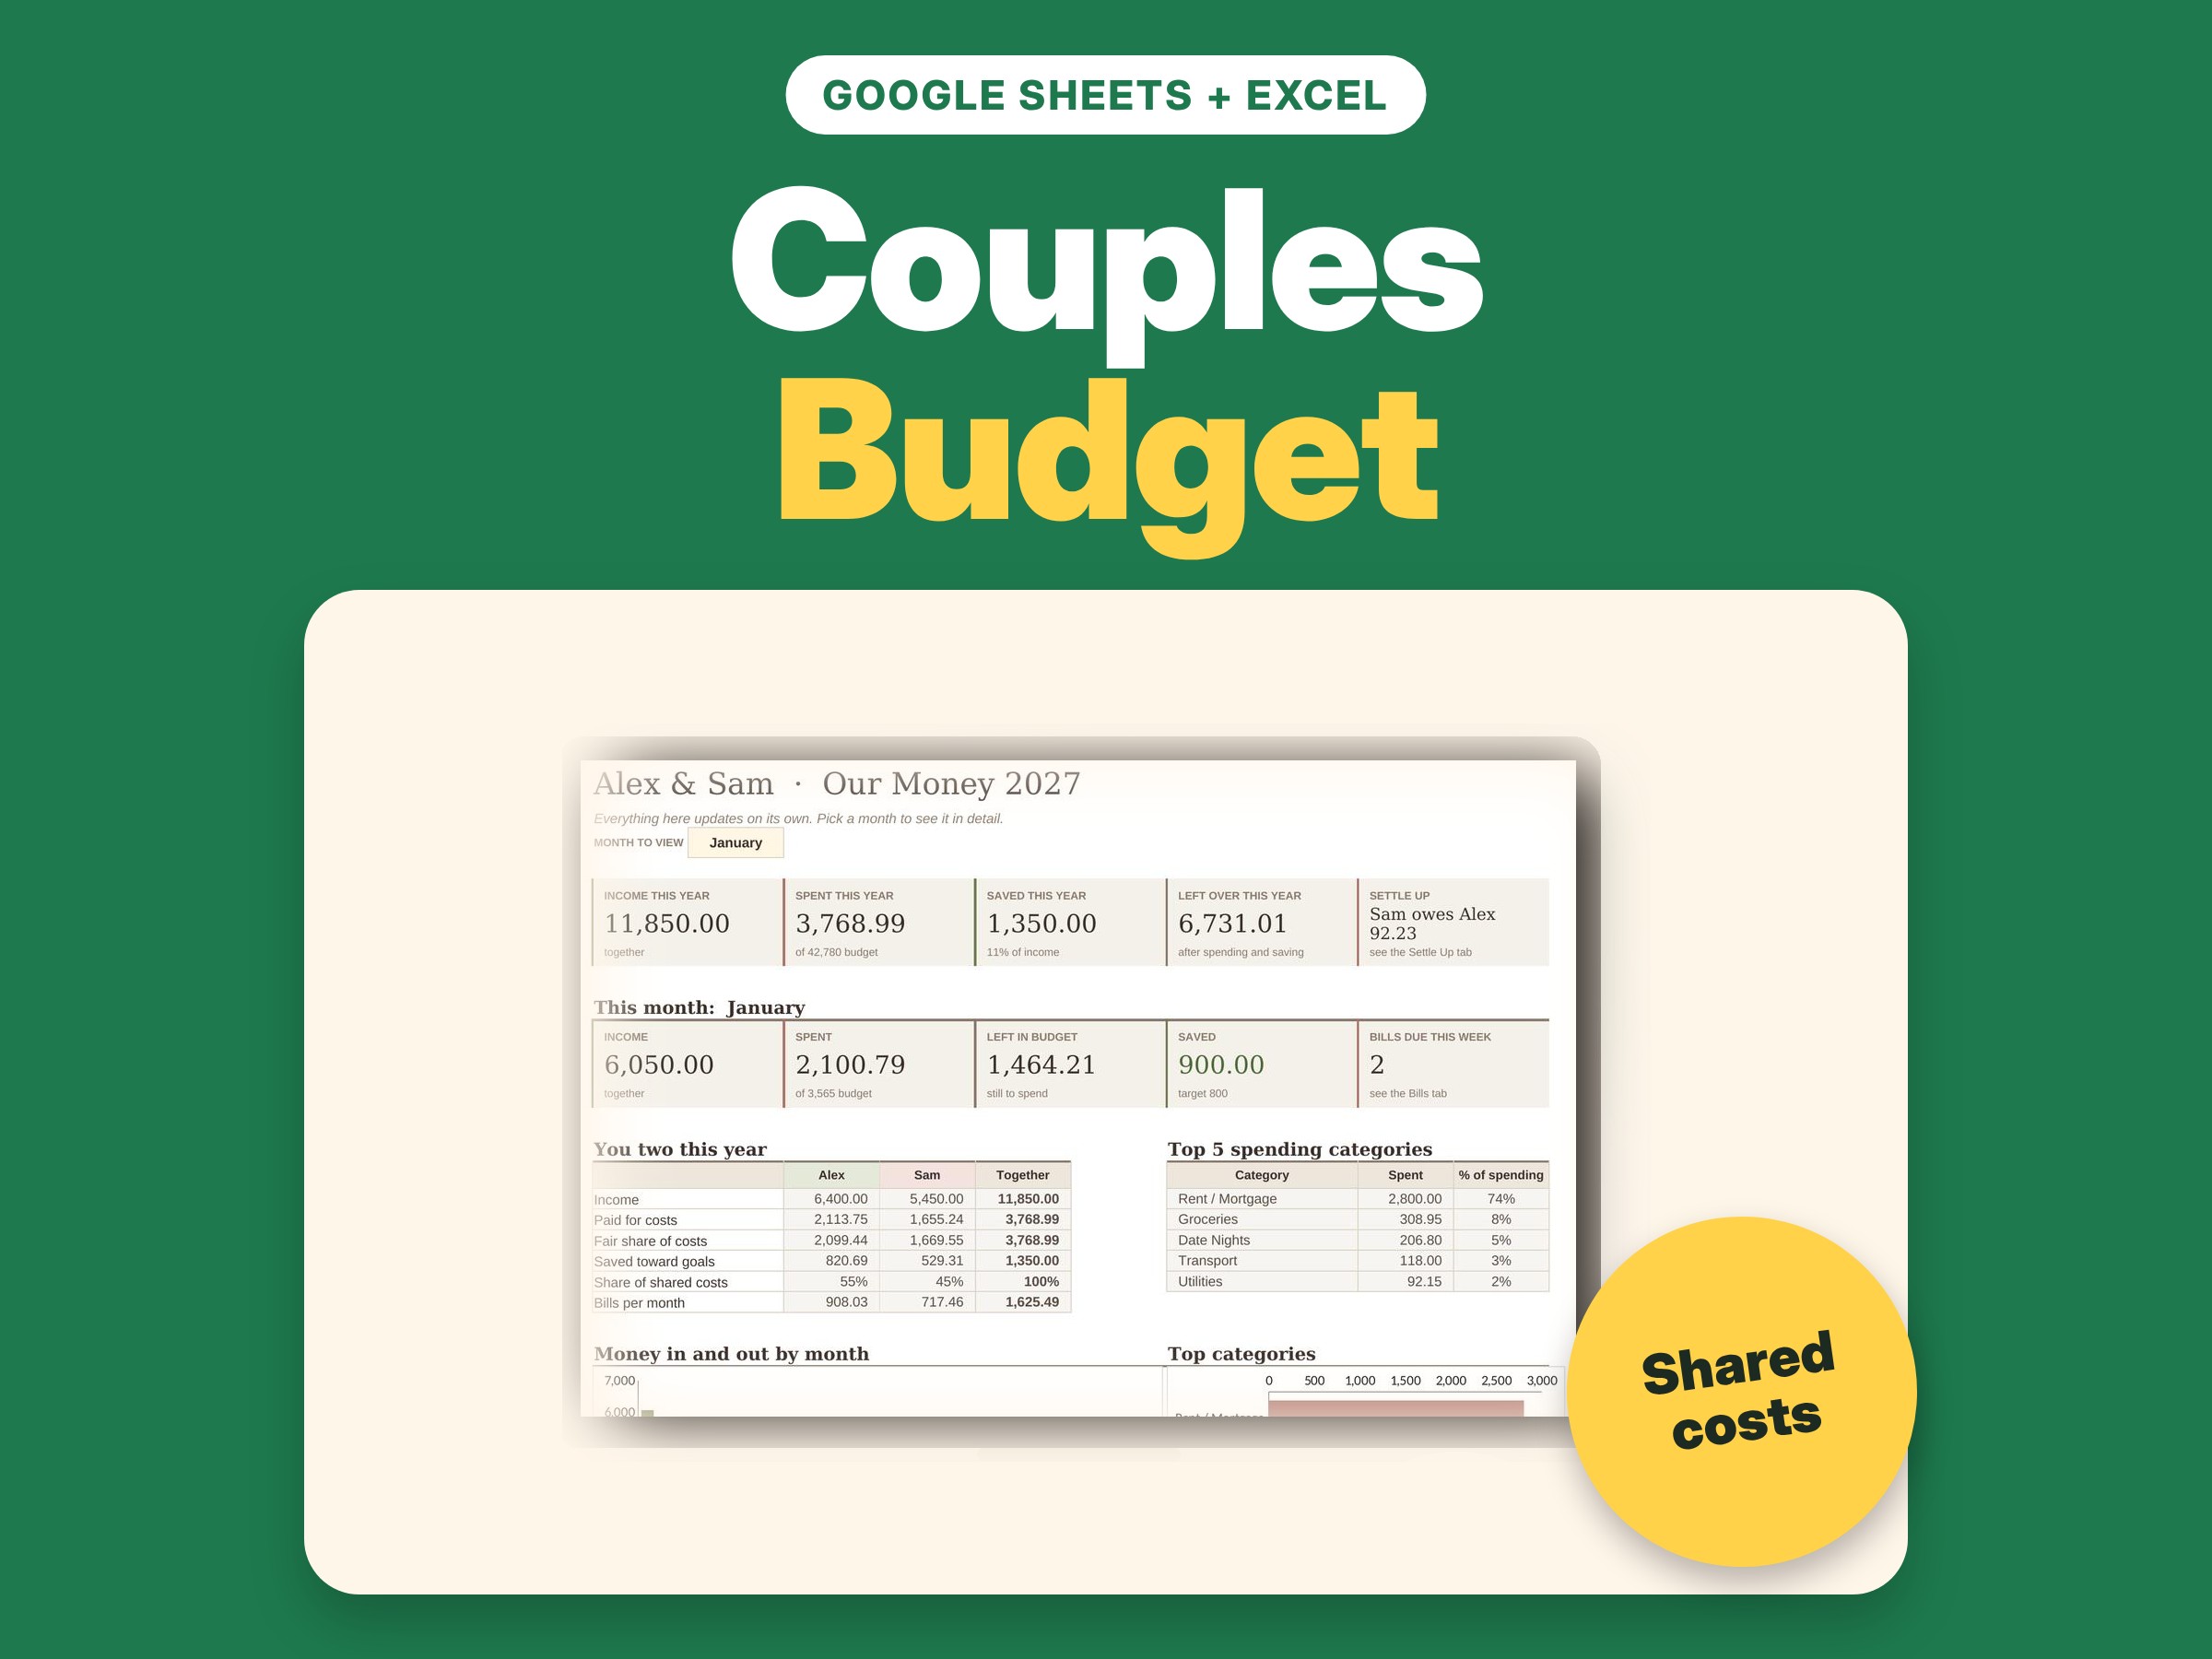 GOOGLE SHEETS + EXCEL
Couples
Budget
Alex & Sam · Our Money 2027
Everything here updates on its own. Pick a month to see it in detail.
MONTH TO VIEW January
INCOME THIS YEAR SPENT THIS YEAR SAVED THIS YEAR LEFT OVER THIS YEAR SETTLE UP
11,850.00 3,768.99 1,350.00 6,731.01 Sam owes Alex
92.23
together of 42,780 budget 11% of income after spending and saving see the Settle Up tab
This month: January
INCOME SPENT LEFT IN BUDGET SAVED BILLS DUE THIS WEEK
6,050.00 2,100.79 1,464.21 900.00 2
together of 3,565 budget still to spend target 800 see the Bills tab
You two this year
Alex Sam Together
Income 6,400.00 5,450.00 11,850.00
Paid for costs 2,113.75 1,655.24 3,768.99
Fair share of costs 2,099.44 1,669.55 3,768.99
Saved toward goals 820.69 529.31 1,350.00
Share of shared costs 55% 45% 100%
Bills per month 908.03 717.46 1,625.49
Top 5 spending categories
Category Spent % of spending
Rent / Mortgage 2,800.00 74%
Groceries 308.95 8%
Date Nights 206.80 5%
Transport 118.00 3%
Utilities 92.15 2%
Money in and out by month
7,000
6,000
Top categories
0 500 1,000 1,500 2,000 2,500 3,000
Rent / Mortgage
Shared
costs